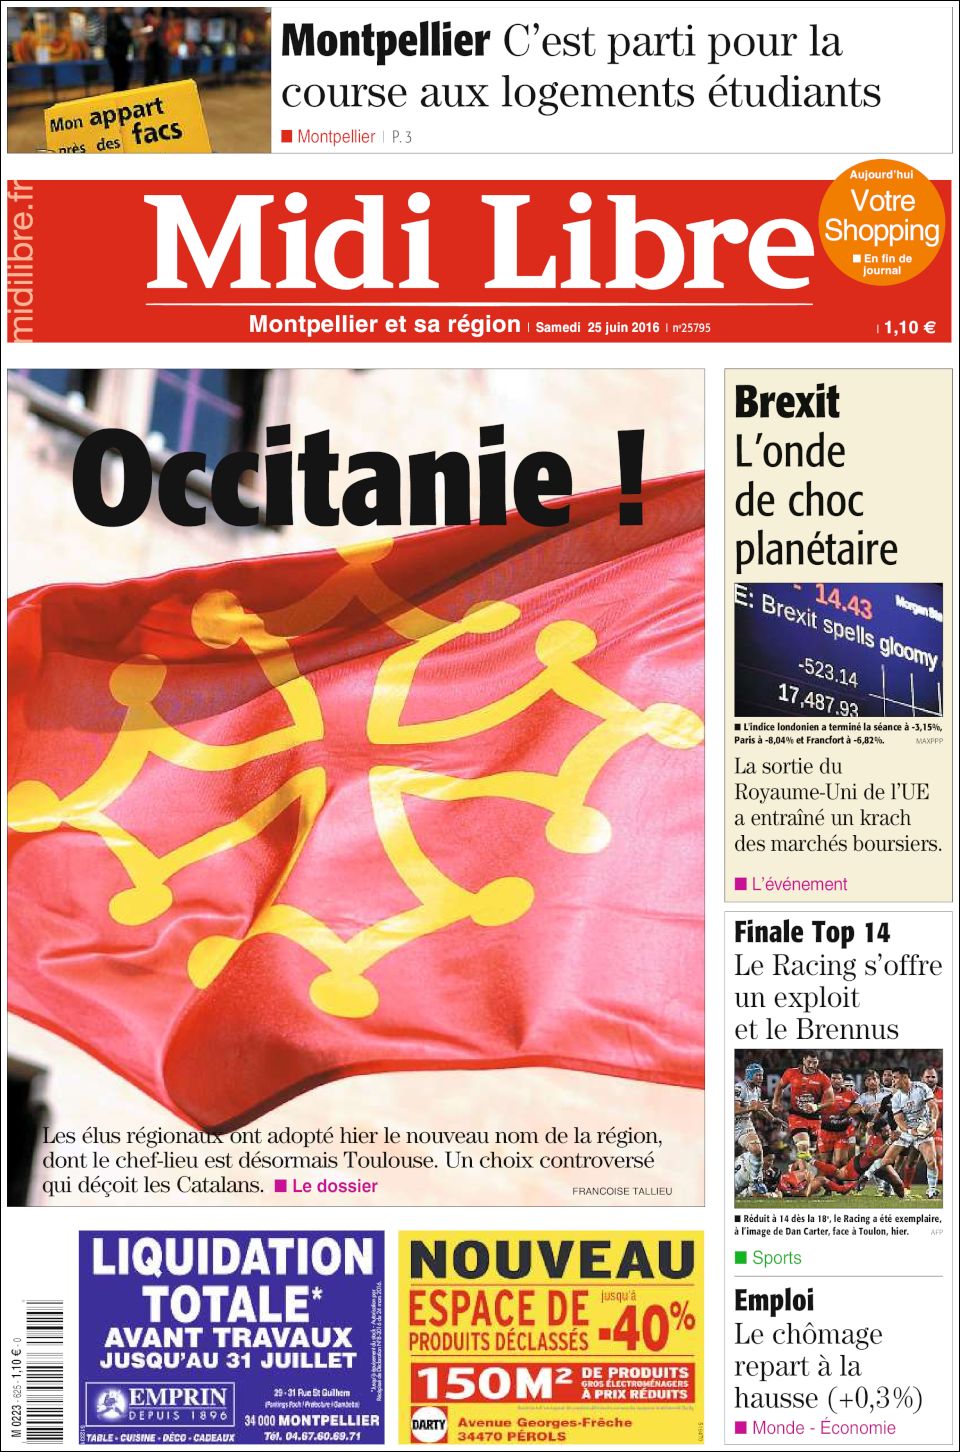 Mon appart
près des facs
Montpellier C'est parti pour la
course aux logements étudiants
■ Montpellier | P. 3
midilibre.fr
Midi Libre
Aujourd'hui
Votre
Shopping
■ En fin de
journal
Montpellier et sa région | Samedi 25 juin 2016 | n°25795
| 1,10 €
Occitanie !
Les élus régionaux ont adopté hier le nouveau nom de la région,
dont le chef-lieu est désormais Toulouse. Un choix controversé
qui déçoit les Catalans. ■ Le dossier
FRANCOISE TALLIEU
Brexit
L'onde
de choc
planétaire
- 14.43
Morgan
E: Brexit spells gloomy
-523.14
17,487.93
■ L'indice londonien a terminé la séance à -3,15%,
Paris à -8,04% et Francfort à -6,82%. MAXPPP
La sortie du
Royaume-Uni de l'UE
a entraîné un krach
des marchés boursiers.
■ L'événement
Finale Top 14
Le Racing s'offre
un exploit
et le Brennus
■ Réduit à 14 dès la 18e, le Racing a été exemplaire,
à l'image de Dan Carter, face à Toulon, hier. AFP
■ Sports
Emploi
Le chômage
repart à la
hausse (+0,3%)
■ Monde - Économie
M 0223 - 625 - 1,10 € - 0
LIQUIDATION
TOTALE*
AVANT TRAVAUX
JUSQU'AU 31 JUILLET
EMPRIN
DEPUIS 1896
TABLE - CUISINE - DÉCO - CADEAUX
29 - 31 Rue St Guilhem
(Parkings Foch / Préfecture / Gambetta)
34 000 MONTPELLIER
Tél. 04.67.60.69.71
NOUVEAU
ESPACE DE
PRODUITS DÉCLASSÉS
jusqu'à
-40%
150M2 DE PRODUITS
GROS ÉLECTROMÉNAGERS
À PRIX RÉDUITS
DARTY
Avenue Georges-Frêche
34470 PÉROLS